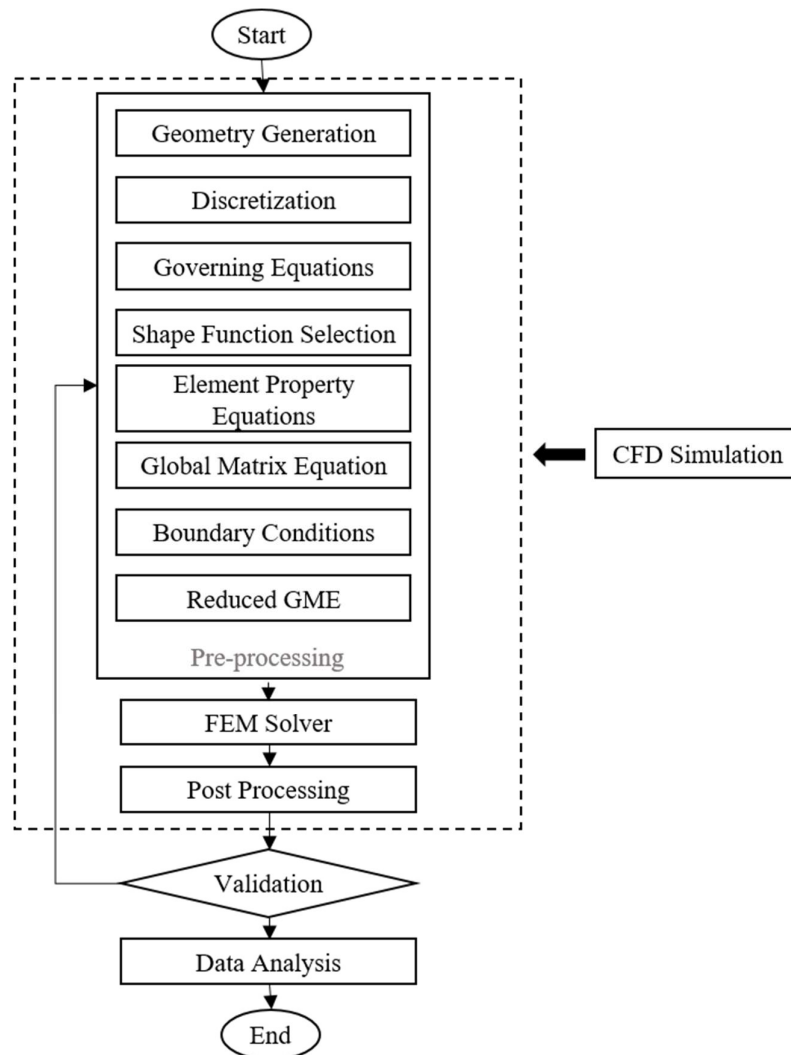 Start
Geometry Generation
Discretization
Governing Equations
Shape Function Selection
Element Property
Equations
Global Matrix Equation
Boundary Conditions
Reduced GME
Pre-processing
FEM Solver
Post Processing
CFD Simulation
Validation
Data Analysis
End